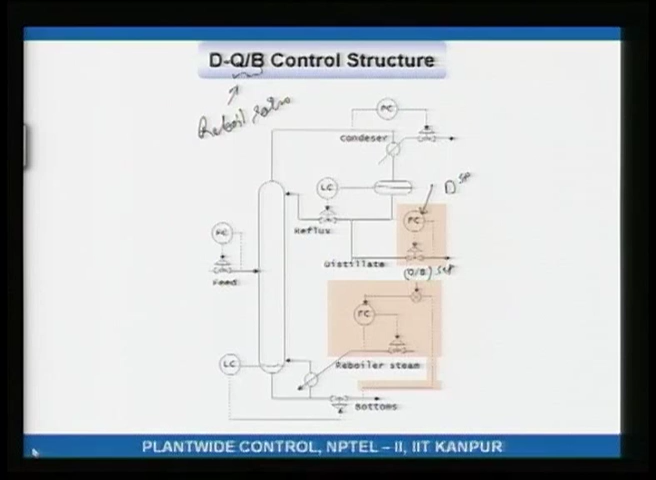 D-Q/B Control Structure
Reboil ratio
PC
Condeser
LC
D SP
FC
Reflux
FC
Distillate
(Q/B) set
Feed
FC
LC
Reboiler steam
Bottoms
PLANTWIDE CONTROL, NPTEL – II, IIT KANPUR